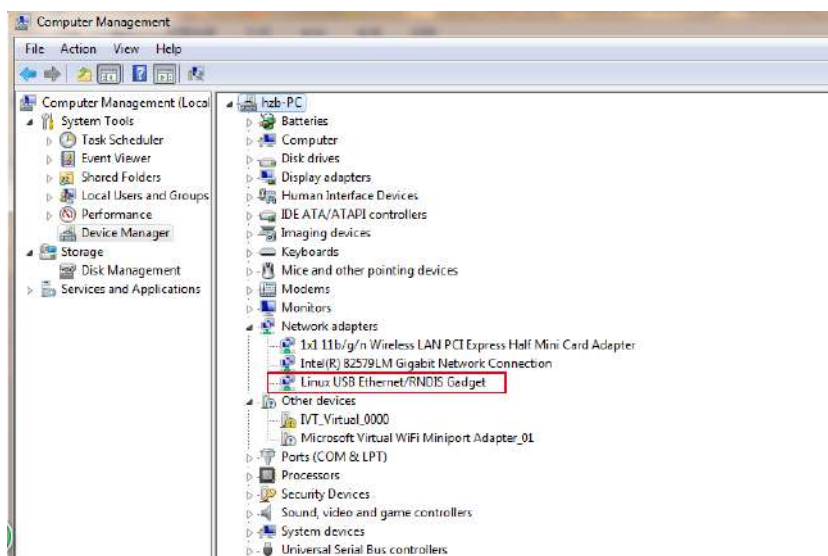 Computer Management
File Action View Help
Computer Management (Local
System Tools
Task Scheduler
Event Viewer
Shared Folders
Local Users and Groups
Performance
Device Manager
Storage
Disk Management
Services and Applications
hzb-PC
Batteries
Computer
Disk drives
Display adapters
Human Interface Devices
IDE ATA/ATAPI controllers
Imaging devices
Keyboards
Mice and other pointing devices
Modems
Monitors
Network adapters
1x1 11b/g/n Wireless LAN PCI Express Half Mini Card Adapter
Intel(R) 82579LM Gigabit Network Connection
Linux USB Ethernet/RNDIS Gadget
Other devices
IVT_Virtual_0000
Microsoft Virtual WiFi Miniport Adapter_01
Ports (COM & LPT)
Processors
Security Devices
Sound, video and game controllers
System devices
Universal Serial Bus controllers